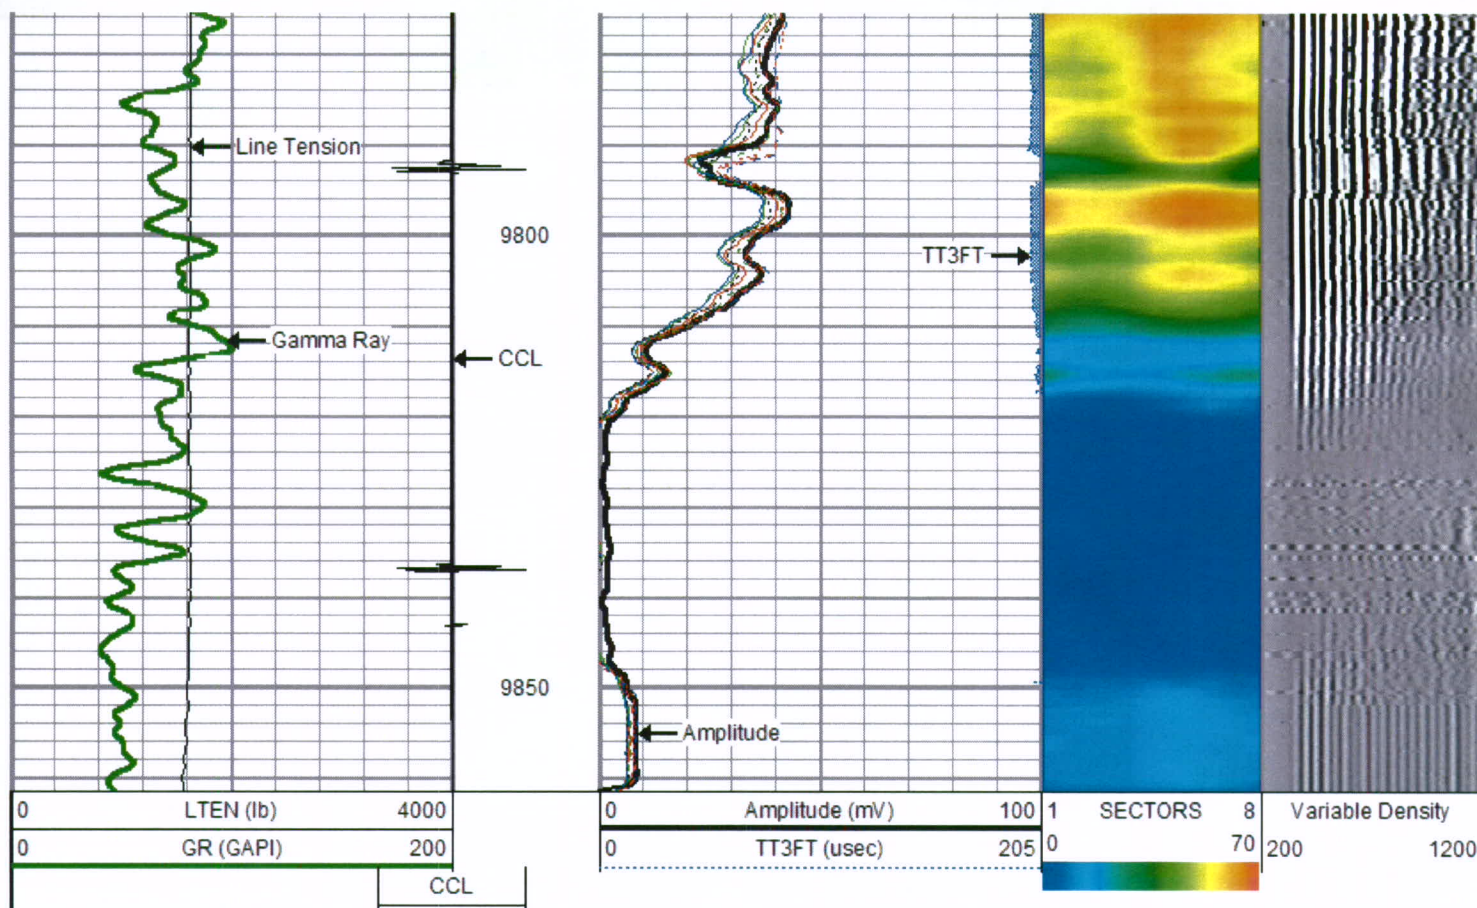 Line Tension
9800
TT3FT
Gamma Ray
CCL
9850
Amplitude
0 LTEN (lb) 4000
0 GR (GAPI) 200
CCL
0 Amplitude (mV) 100
0 TT3FT (usec) 205
1 SECTORS 8
0 70
Variable Density
200 1200